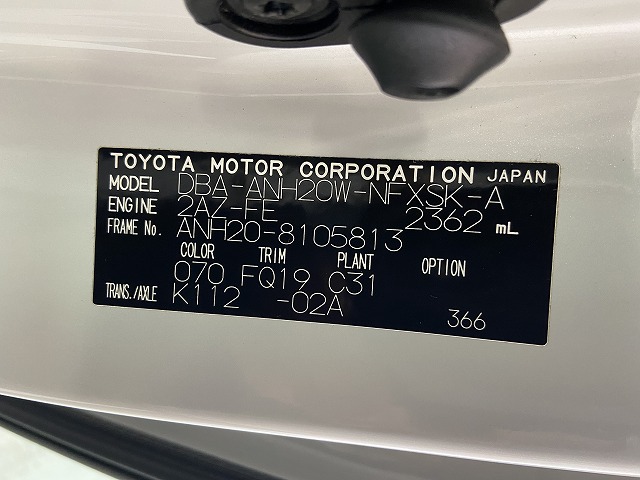 TOYOTA MOTOR CORPORATION JAPAN
MODEL DBA-ANH20W-NFXSK-A
ENGINE 2AZ-FE 2362 mL
FRAME No. ANH20-8105813
COLOR TRIM PLANT OPTION
070 FQ19 C31
TRANS./AXLE K112 -02A
366